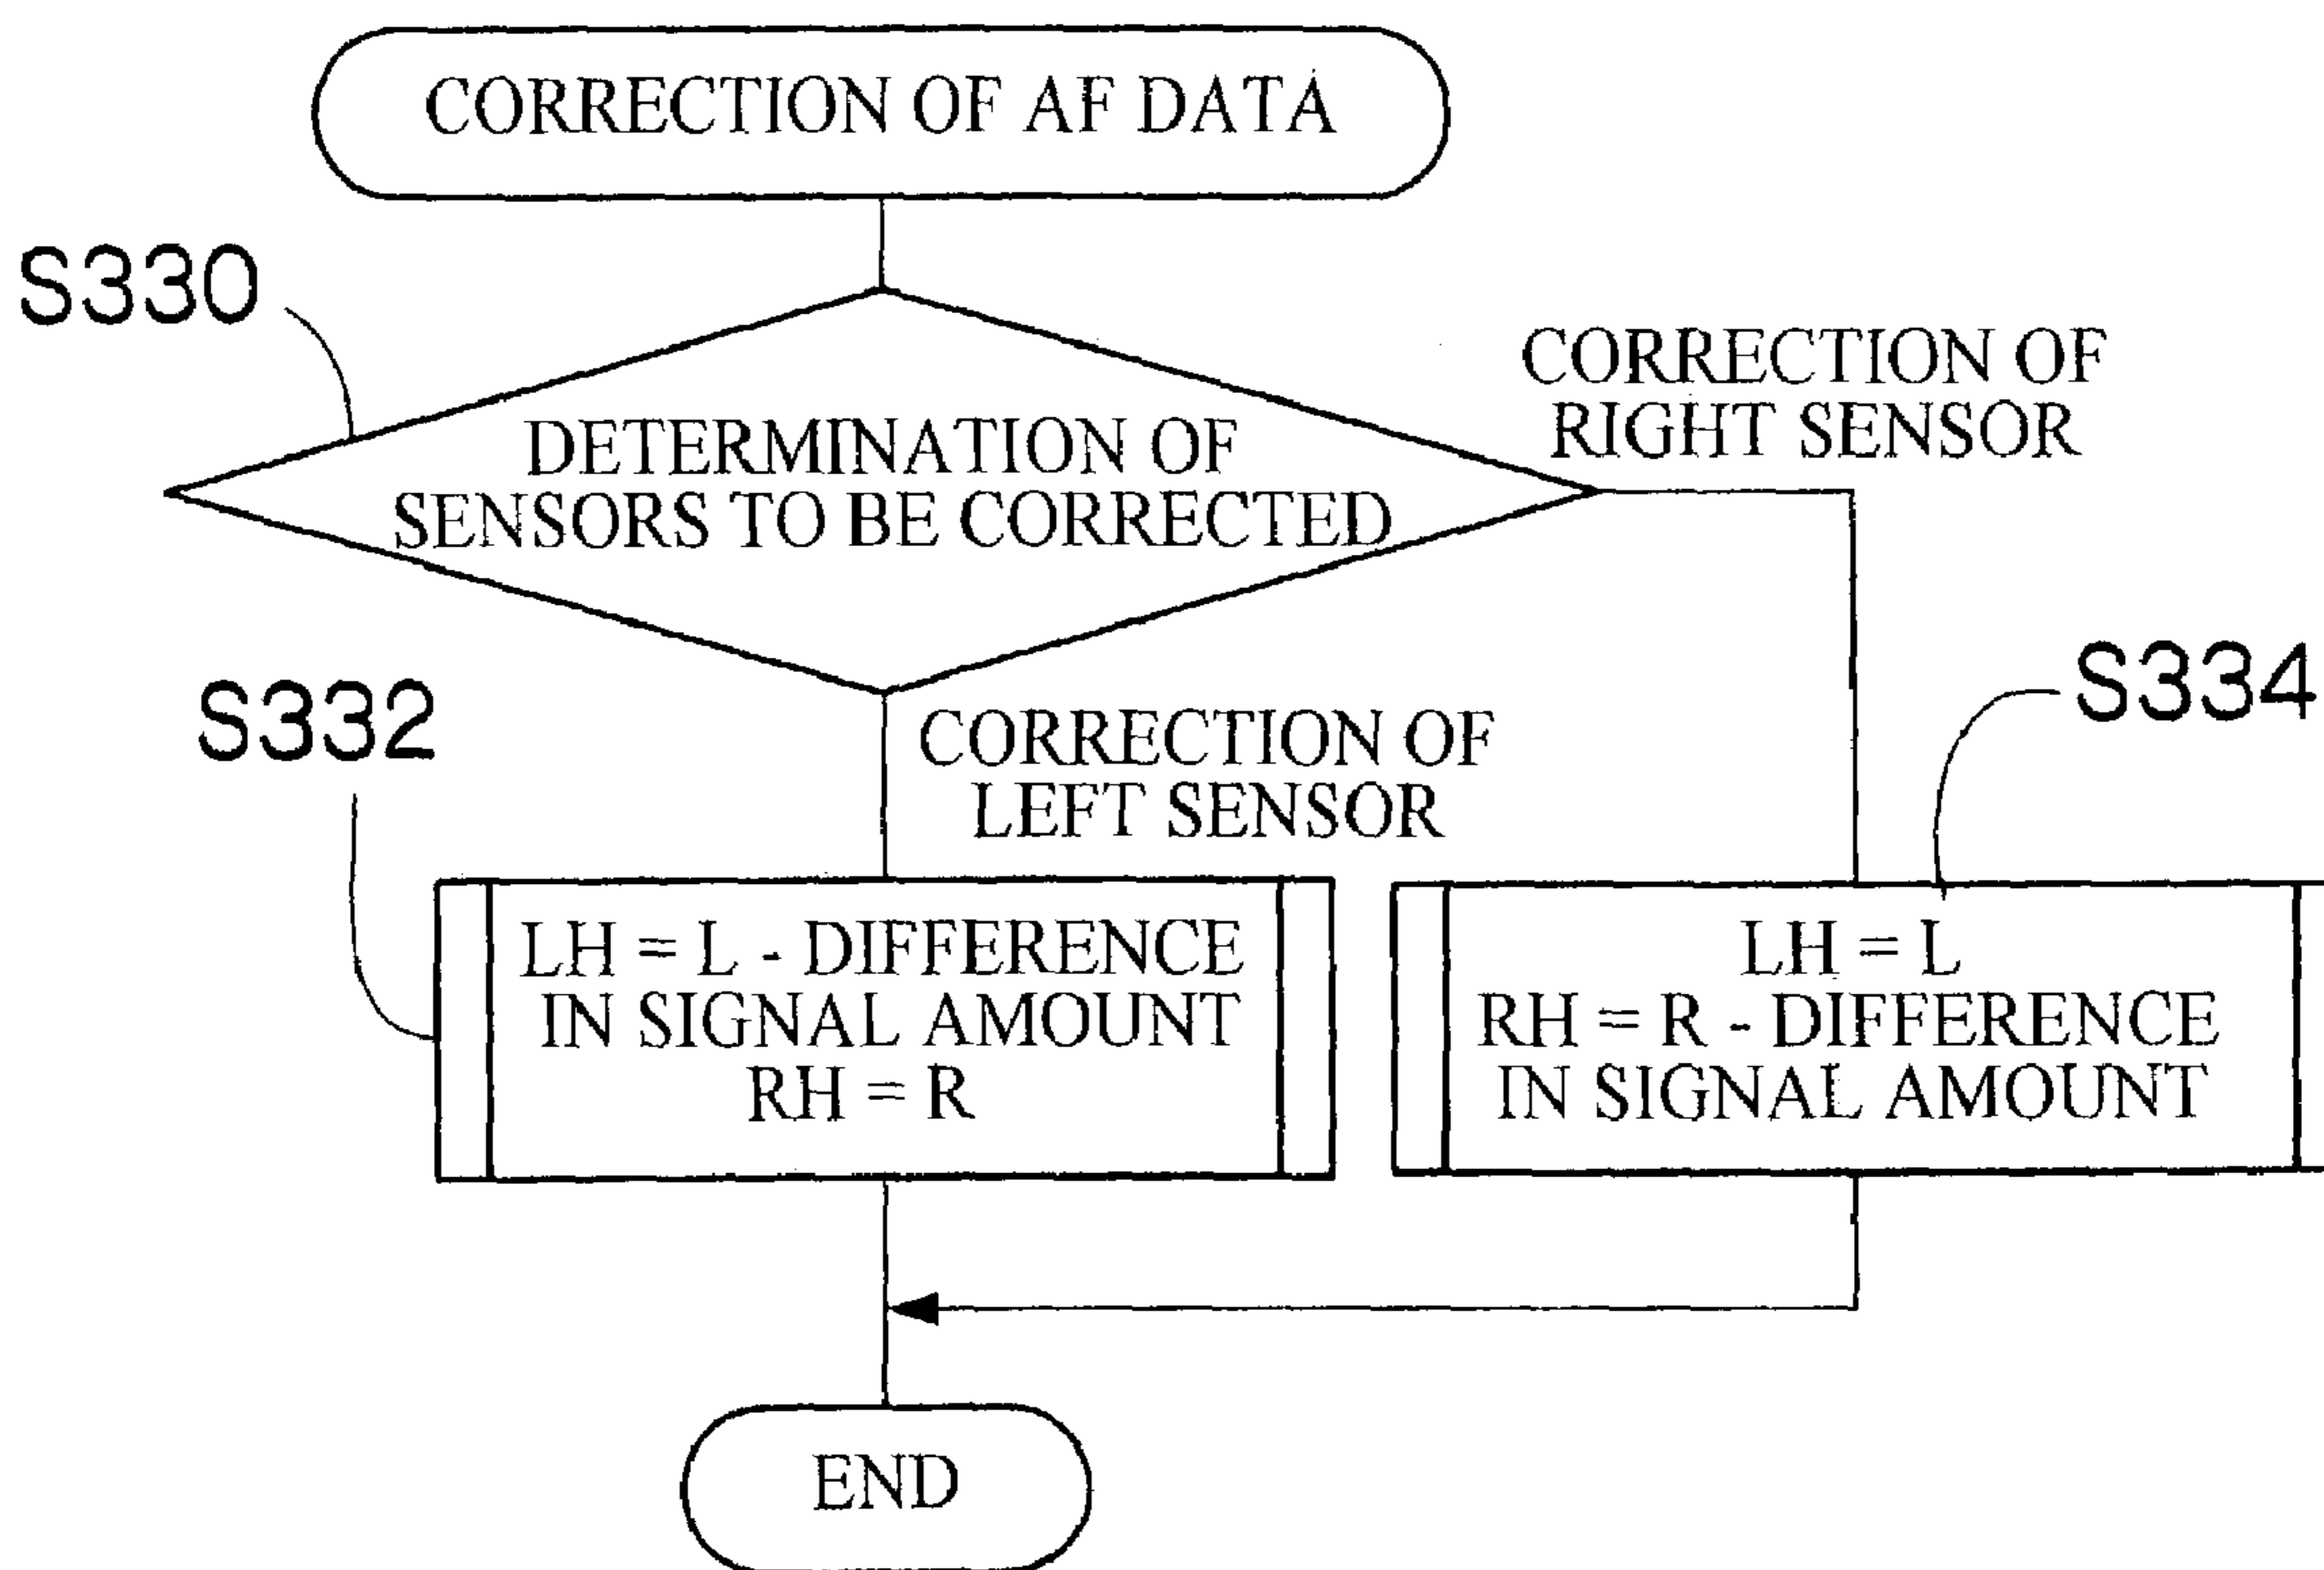 CORRECTION OF AF DATA
S330
DETERMINATION OF
SENSORS TO BE CORRECTED
CORRECTION OF
RIGHT SENSOR
S332
CORRECTION OF
LEFT SENSOR
S334
LH = L - DIFFERENCE
IN SIGNAL AMOUNT
RH = R
LH = L
RH = R - DIFFERENCE
IN SIGNAL AMOUNT
END